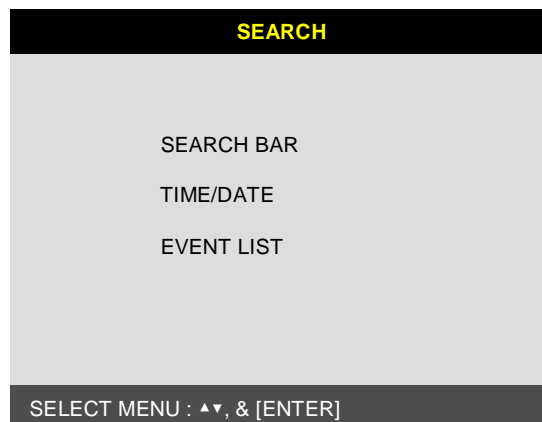 SEARCH
SEARCH BAR
TIME/DATE
EVENT LIST
SELECT MENU : ▲▼, & [ENTER]